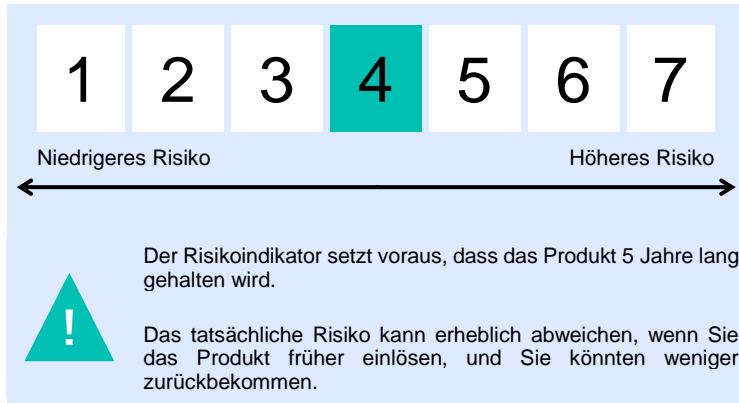 1 2 3 4 5 6 7
Niedrigeres Risiko Höheres Risiko
Der Risikoindikator setzt voraus, dass das Produkt 5 Jahre lang
gehalten wird.
!
Das tatsächliche Risiko kann erheblich abweichen, wenn Sie
das Produkt früher einlösen, und Sie könnten weniger
zurückbekommen.